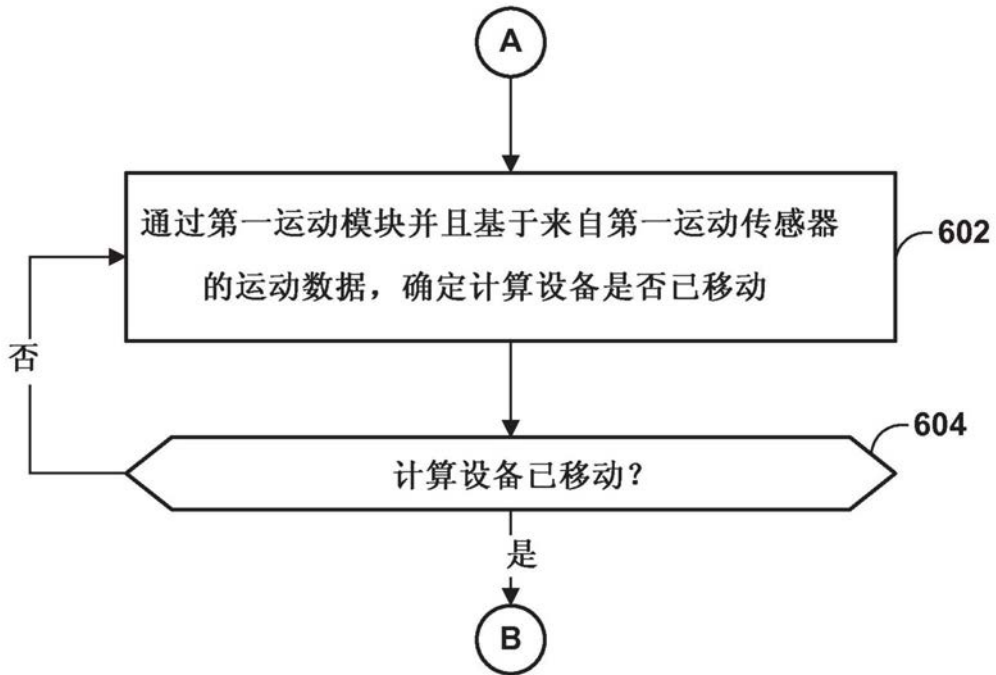 A
通过第一运动模块并且基于来自第一运动传感器
的运动数据，确定计算设备是否已移动
602
否
604
计算设备已移动？
是
B